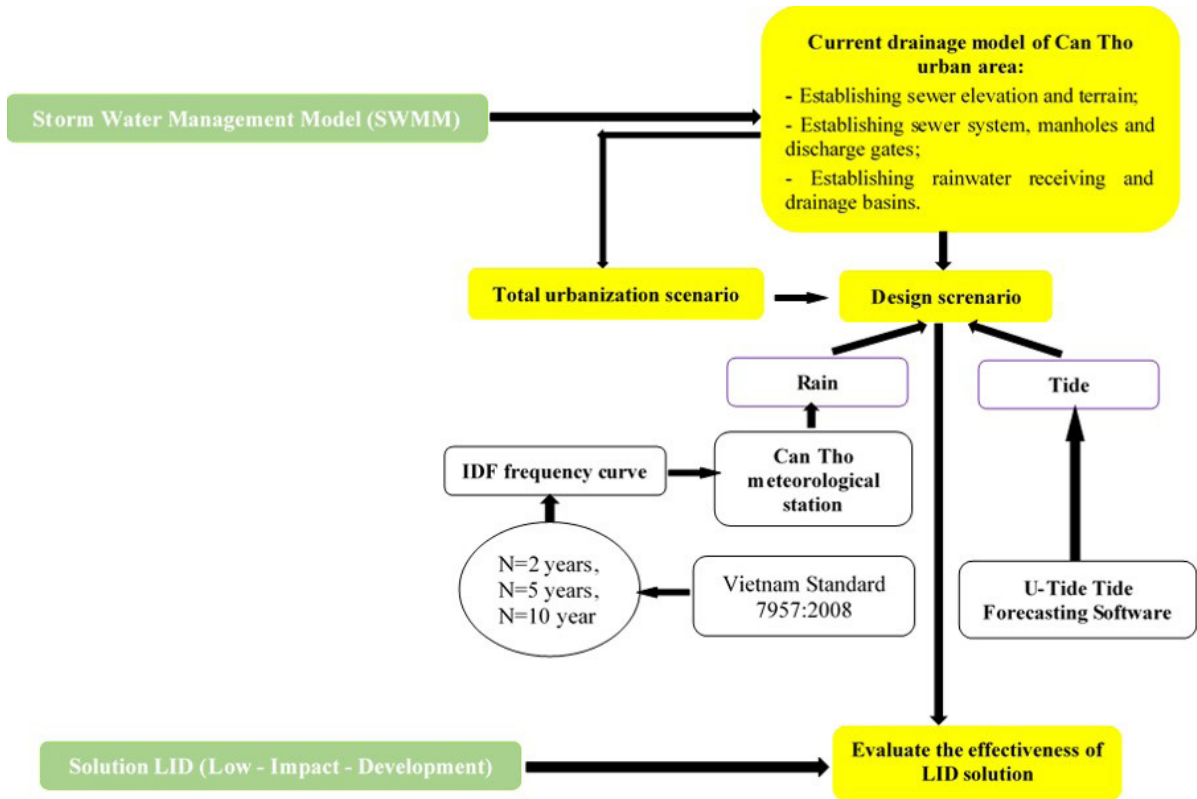 Current drainage model of Can Tho
urban area:
- Establishing sewer elevation and terrain;
- Establishing sewer system, manholes and
discharge gates;
- Establishing rainwater receiving and
drainage basins.
Storm Water Management Model (SWMM)
Total urbanization scenario
Design screnario
Rain
Tide
IDF frequency curve
Can Tho
meteorological
station
N=2 years,
N=5 years,
N=10 year
Vietnam Standard
7957:2008
U-Tide Tide
Forecasting Software
Solution LID (Low - Impact - Development)
Evaluate the effectiveness of
LID solution